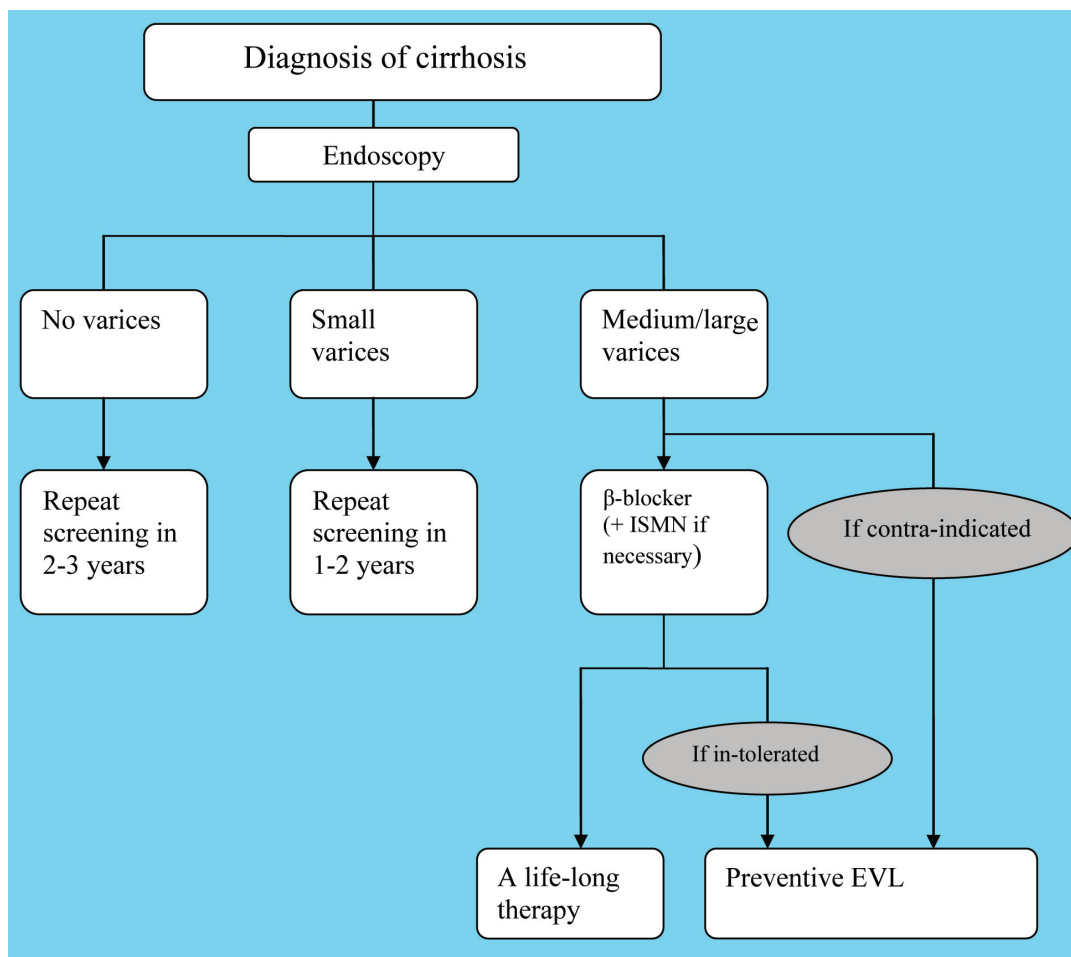 Diagnosis of cirrhosis
Endoscopy
No varices
Small
varices
Medium/large
varices
Repeat
screening in
2-3 years
Repeat
screening in
1-2 years
β-blocker
(+ ISMN if
necessary)
If contra-indicated
If in-tolerated
A life-long
therapy
Preventive EVL